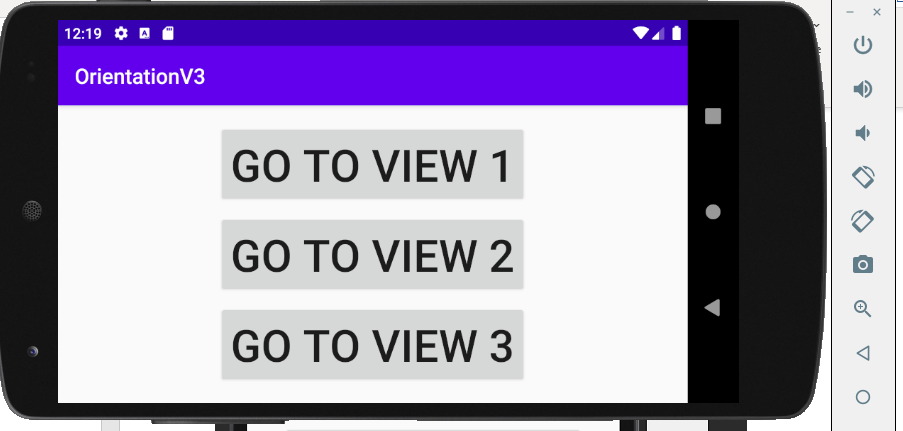 12:19
OrientationV3
GO TO VIEW 1
GO TO VIEW 2
GO TO VIEW 3